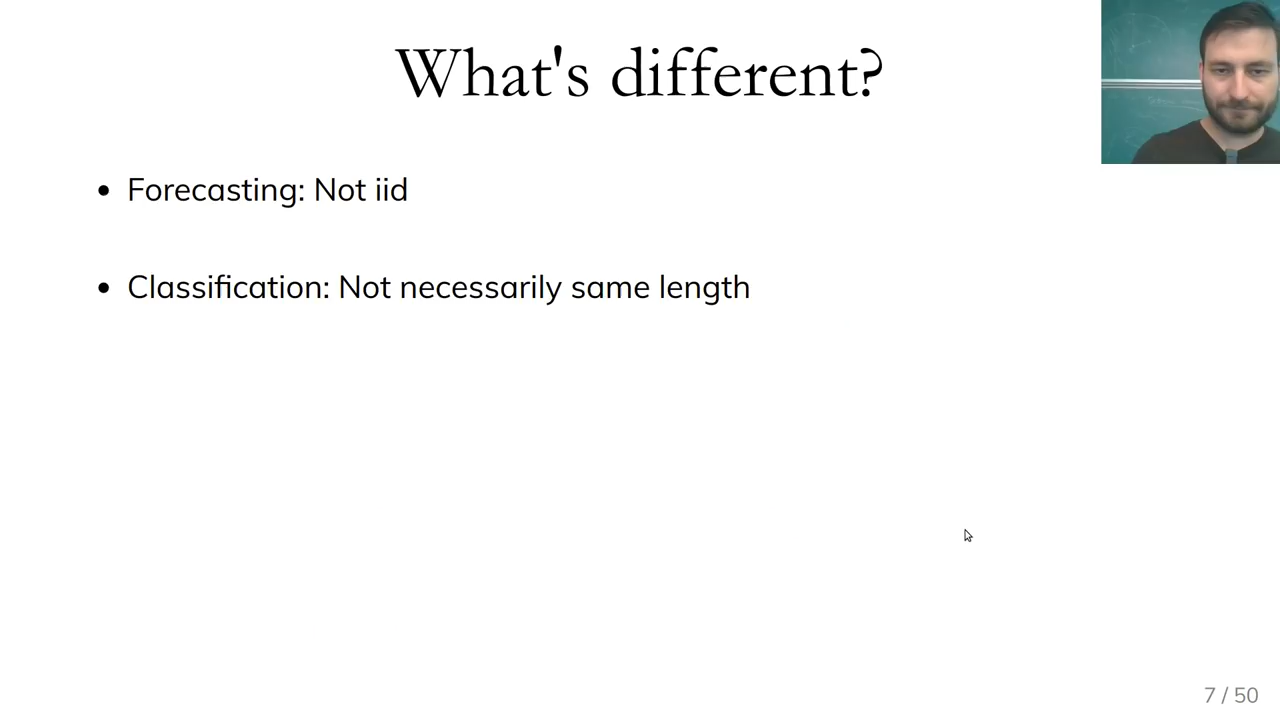 What's different?
Forecasting: Not iid
Classification: Not necessarily same length
7 / 50